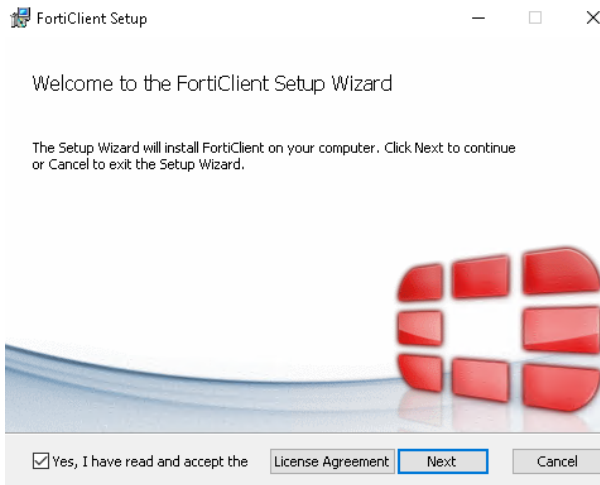 FortiClient Setup
Welcome to the FortiClient Setup Wizard
The Setup Wizard will install FortiClient on your computer. Click Next to continue
or Cancel to exit the Setup Wizard.
Yes, I have read and accept the License Agreement Next Cancel